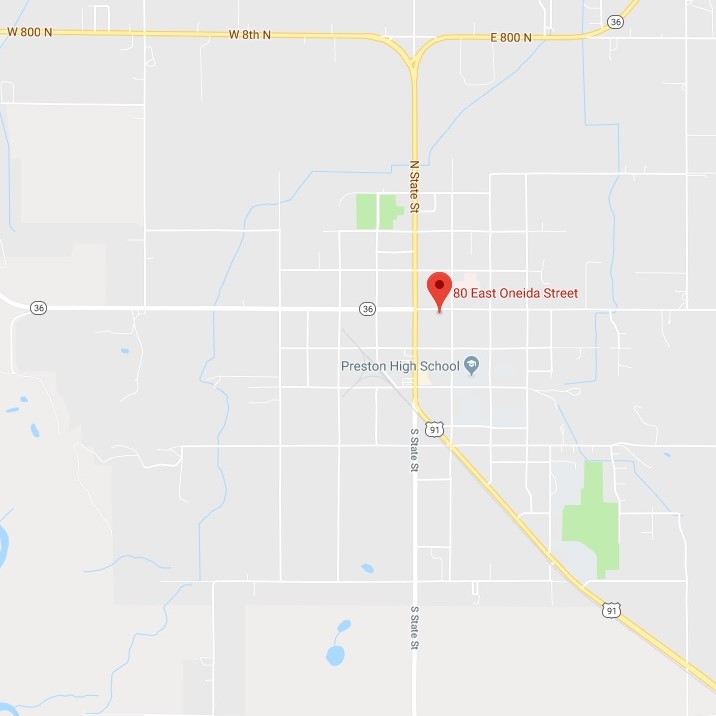 36
W 800 N
W 8th N
E 800 N
N State St
80 East Oneida Street
36
36
Preston High School
91
S State St
91
S State St